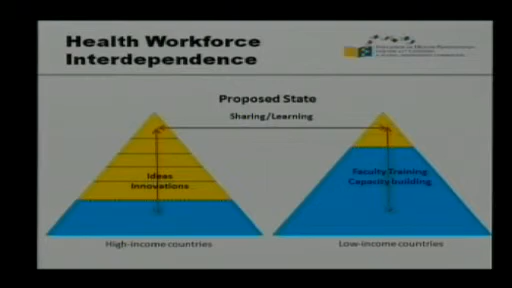 Health Workforce
Interdependence
Proposed State
Sharing/Learning
Ideas
Innovations
Faculty Training
Capacity building
High-income countries
Low-income countries